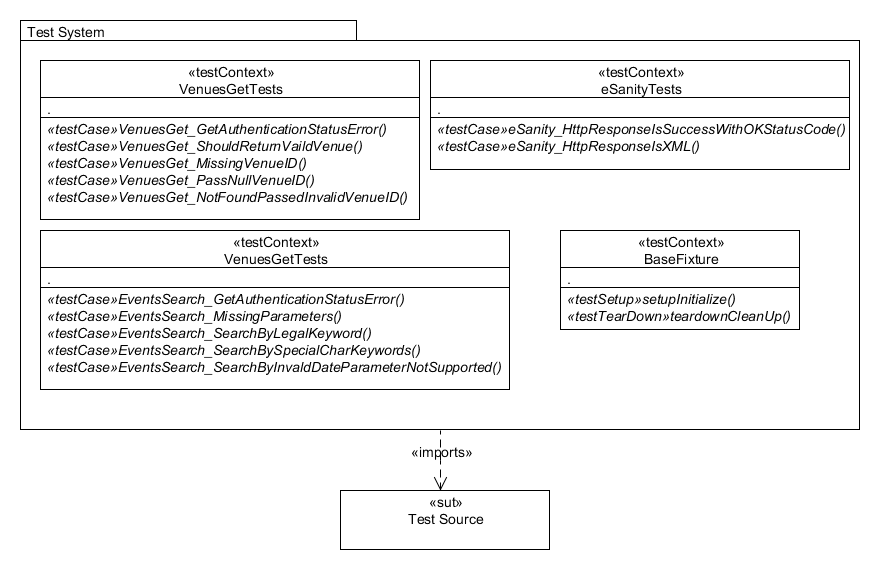 Test System
«testContext»
VenuesGetTests
.
«testCase»VenuesGet_GetAuthenticationStatusError()
«testCase»VenuesGet_ShouldReturnVaildVenue()
«testCase»VenuesGet_MissingVenueID()
«testCase»VenuesGet_PassNullVenueID()
«testCase»VenuesGet_NotFoundPassedInvalidVenueID()
«testContext»
eSanityTests
.
«testCase»eSanity_HttpResponseIsSuccessWithOKStatusCode()
«testCase»eSanity_HttpResponseIsXML()
«testContext»
VenuesGetTests
.
«testCase»EventsSearch_GetAuthenticationStatusError()
«testCase»EventsSearch_MissingParameters()
«testCase»EventsSearch_SearchByLegalKeyword()
«testCase»EventsSearch_SearchBySpecialCharKeywords()
«testCase»EventsSearch_SearchByInvaldDateParameterNotSupported()
«testContext»
BaseFixture
.
«testSetup»setupInitialize()
«testTearDown»teardownCleanUp()
«imports»
«sut»
Test Source